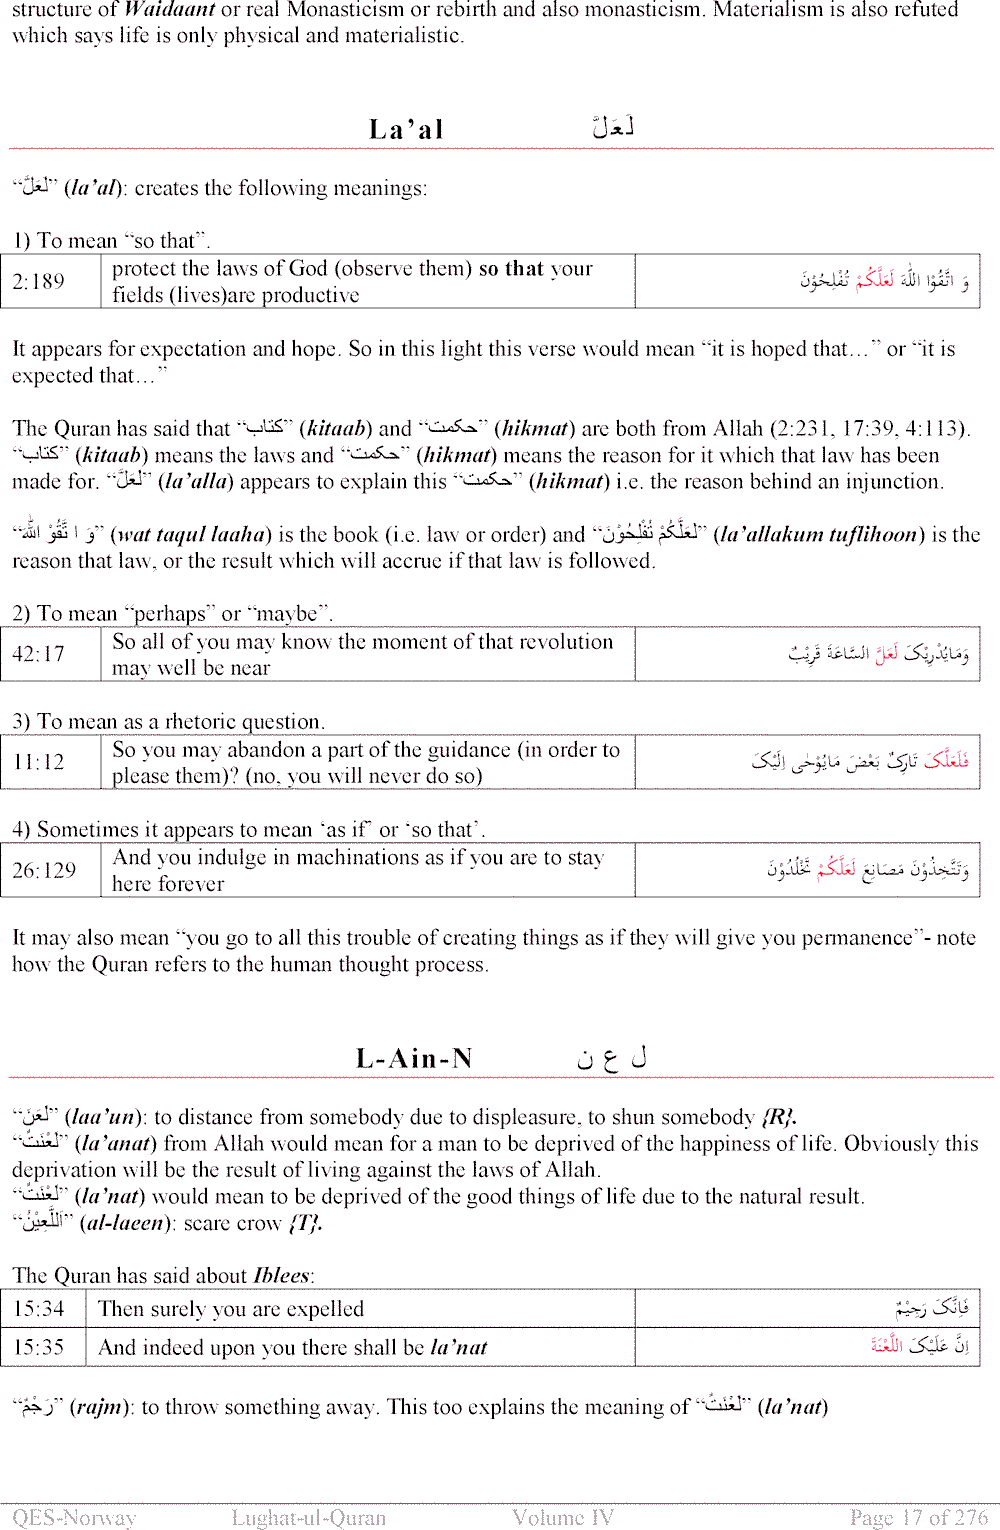 structure of Waidaant or real Monasticism or rebirth and also monasticism. Materialism is also refuted
which says life is only physical and materialistic.
La’al لَعَلَّ
“لَعَلَّ” (la’al): creates the following meanings:
1) To mean “so that”.
2:189 protect the laws of God (observe them) so that your وَ اتَّقُوْا اللّٰہَ لَعَلَّکُمْ تُفْلِحُوْنَ
fields (lives)are productive
It appears for expectation and hope. So in this light this verse would mean “it is hoped that…” or “it is
expected that…”
The Quran has said that “کتاب” (kitaab) and “حکمت” (hikmat) are both from Allah (2:231, 17:39, 4:113).
“کتاب” (kitaab) means the laws and “حکمت” (hikmat) means the reason for it which that law has been
made for. “لَعَلَّ” (la’alla) appears to explain this “حکمت” (hikmat) i.e. the reason behind an injunction.
“وَ ا تَّقُوْ ا اللّٰہَ” (wat taqul laaha) is the book (i.e. law or order) and “لَعَلَّکُمْ تُفْلِحُوْنَ” (la’allakum tuflihoon) is the
reason that law, or the result which will accrue if that law is followed.
2) To mean “perhaps” or “maybe”.
42:17 So all of you may know the moment of that revolution وَمَایُدْرِیْکَ لَعَلَّ السَّاعَۃَ قَرِیْبٌ
may well be near
3) To mean as a rhetoric question.
11:12 So you may abandon a part of the guidance (in order to فَلَعَلَّکَ تَارِکٌ بَعْضَ مَایُوْحٰی اِلَیْکَ
please them)? (no, you will never do so)
4) Sometimes it appears to mean ‘as if’ or ‘so that’.
26:129 And you indulge in machinations as if you are to stay وَتَتَّخِذُوْنَ مَصَانِعَ لَعَلَّکُمْ تَخْلُدُوْنَ
here forever
It may also mean “you go to all this trouble of creating things as if they will give you permanence”- note
how the Quran refers to the human thought process.
L-Ain-N ل ع ن
“لَعَنَ” (laa’un): to distance from somebody due to displeasure, to shun somebody {R}.
“لَعْنَتٌ” (la’anat) from Allah would mean for a man to be deprived of the happiness of life. Obviously this
deprivation will be the result of living against the laws of Allah.
“لَعْنَتٌ” (la’nat) would mean to be deprived of the good things of life due to the natural result.
“اَللَّعِیْنُ” (al-laeen): scare crow {T}.
The Quran has said about Iblees:
15:34 Then surely you are expelled فَاِنَّکَ رَجِیْمٌ
15:35 And indeed upon you there shall be la’nat اِنَّ عَلَیْکَ اللَّعْنَۃَ
“رَجْمٌ” (rajm): to throw something away. This too explains the meaning of “لَعْنَتٌ” (la’nat)
QES-Norway Lughat-ul-Quran Volume IV Page 17 of 276